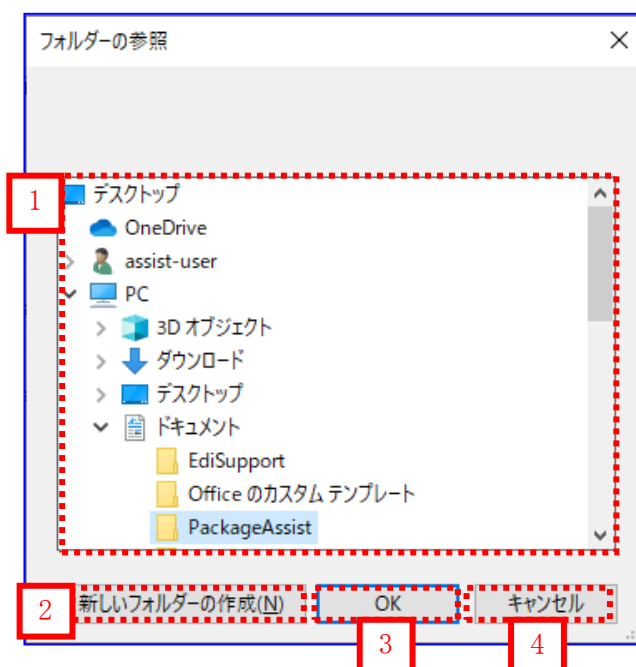 フォルダーの参照
1
デスクトップ
OneDrive
assist-user
PC
3D オブジェクト
ダウンロード
デスクトップ
ドキュメント
EdiSupport
Office のカスタム テンプレート
PackageAssist
2
新しいフォルダーの作成(N)
OK
キャンセル
3
4